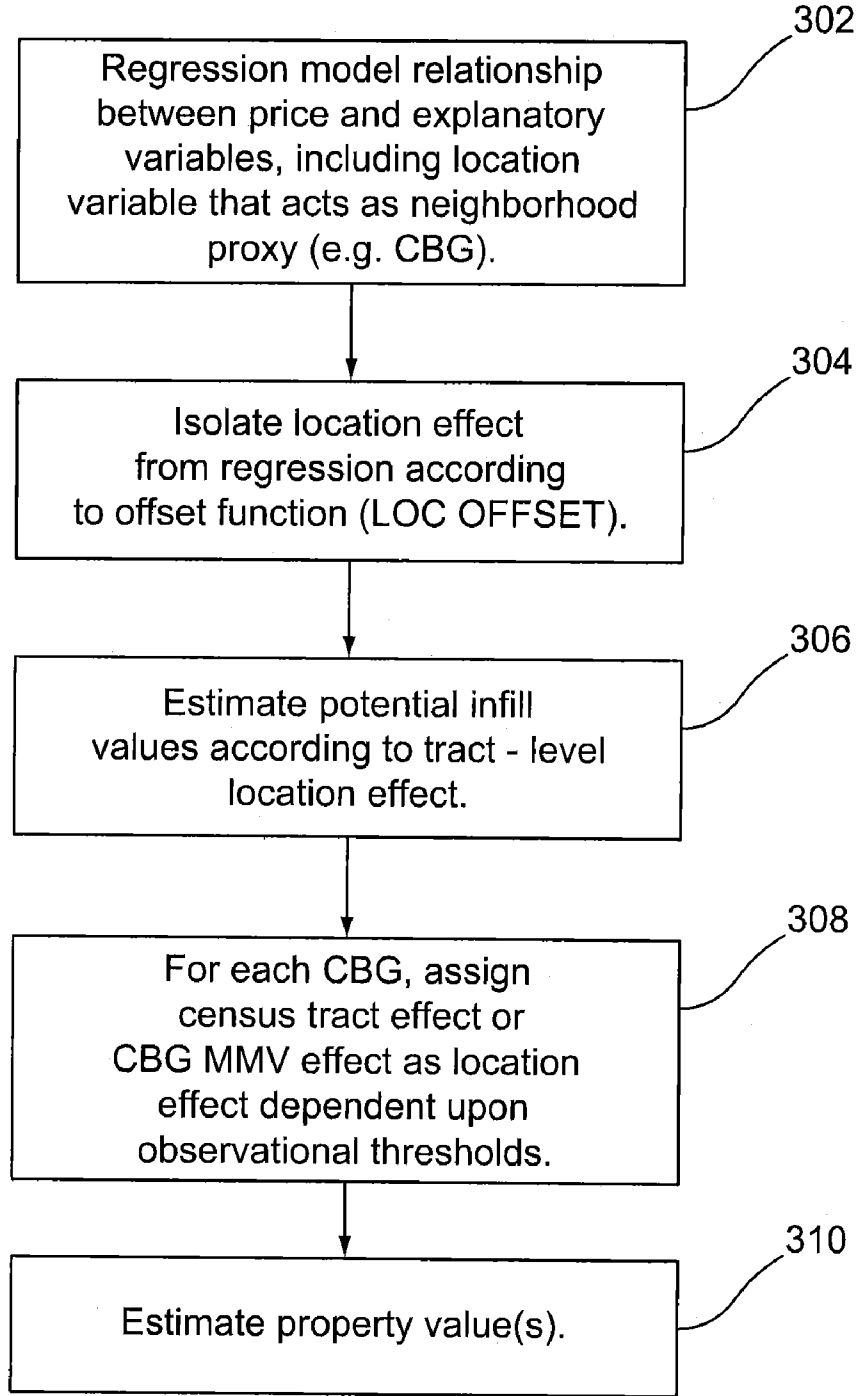 302
Regression model relationship
between price and explanatory
variables, including location
variable that acts as neighborhood
proxy (e.g. CBG).
304
Isolate location effect
from regression according
to offset function (LOC OFFSET).
306
Estimate potential infill
values according to tract - level
location effect.
308
For each CBG, assign
census tract effect or
CBG MMV effect as location
effect dependent upon
observational thresholds.
310
Estimate property value(s).